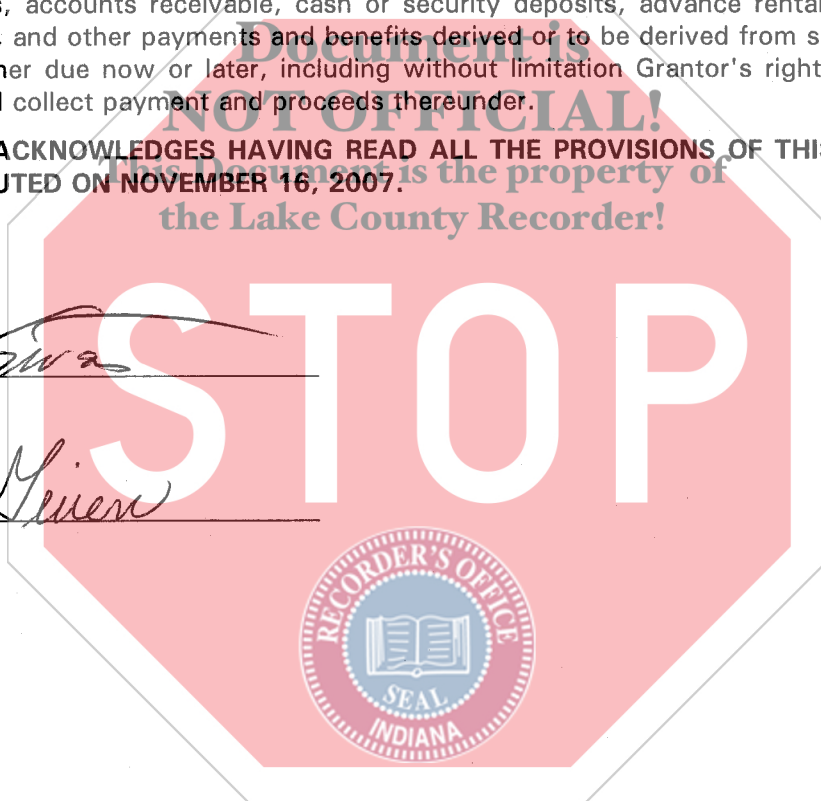 s, accounts receivable, cash or security deposits, advance rental
Document is
and other payments and benefits derived or to be derived from s
her due now or later, including without limitation Grantor's right
NOT OFFICIAL!
collect payment and proceeds thereunder.
ACKNOWLEDGES HAVING READ ALL THE PROVISIONS OF THIS
This Document is the property of
UTED ON NOVEMBER 16, 2007.
the Lake County Recorder!
STOP
RECORDER'S OFFICE
SEAL
INDIANA